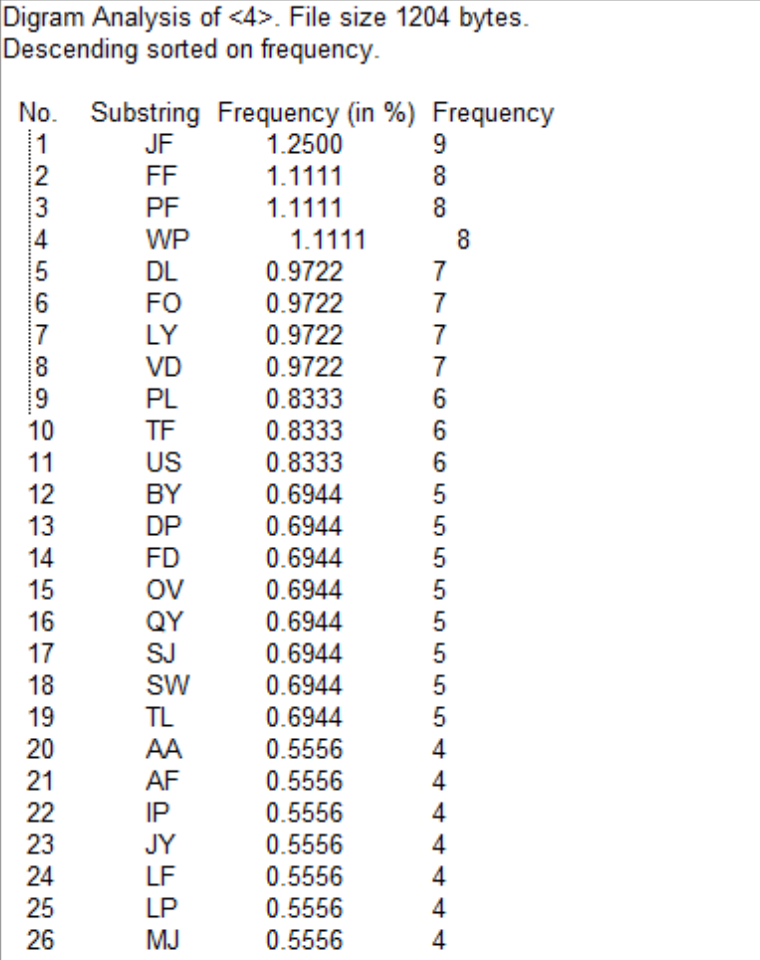 Digram Analysis of <4>. File size 1204 bytes.
Descending sorted on frequency.
No. Substring Frequency (in %) Frequency
1 JF 1.2500 9
2 FF 1.1111 8
3 PF 1.1111 8
4 WP 1.1111 8
5 DL 0.9722 7
6 FO 0.9722 7
7 LY 0.9722 7
8 VD 0.9722 7
9 PL 0.8333 6
10 TF 0.8333 6
11 US 0.8333 6
12 BY 0.6944 5
13 DP 0.6944 5
14 FD 0.6944 5
15 OV 0.6944 5
16 QY 0.6944 5
17 SJ 0.6944 5
18 SW 0.6944 5
19 TL 0.6944 5
20 AA 0.5556 4
21 AF 0.5556 4
22 IP 0.5556 4
23 JY 0.5556 4
24 LF 0.5556 4
25 LP 0.5556 4
26 MJ 0.5556 4